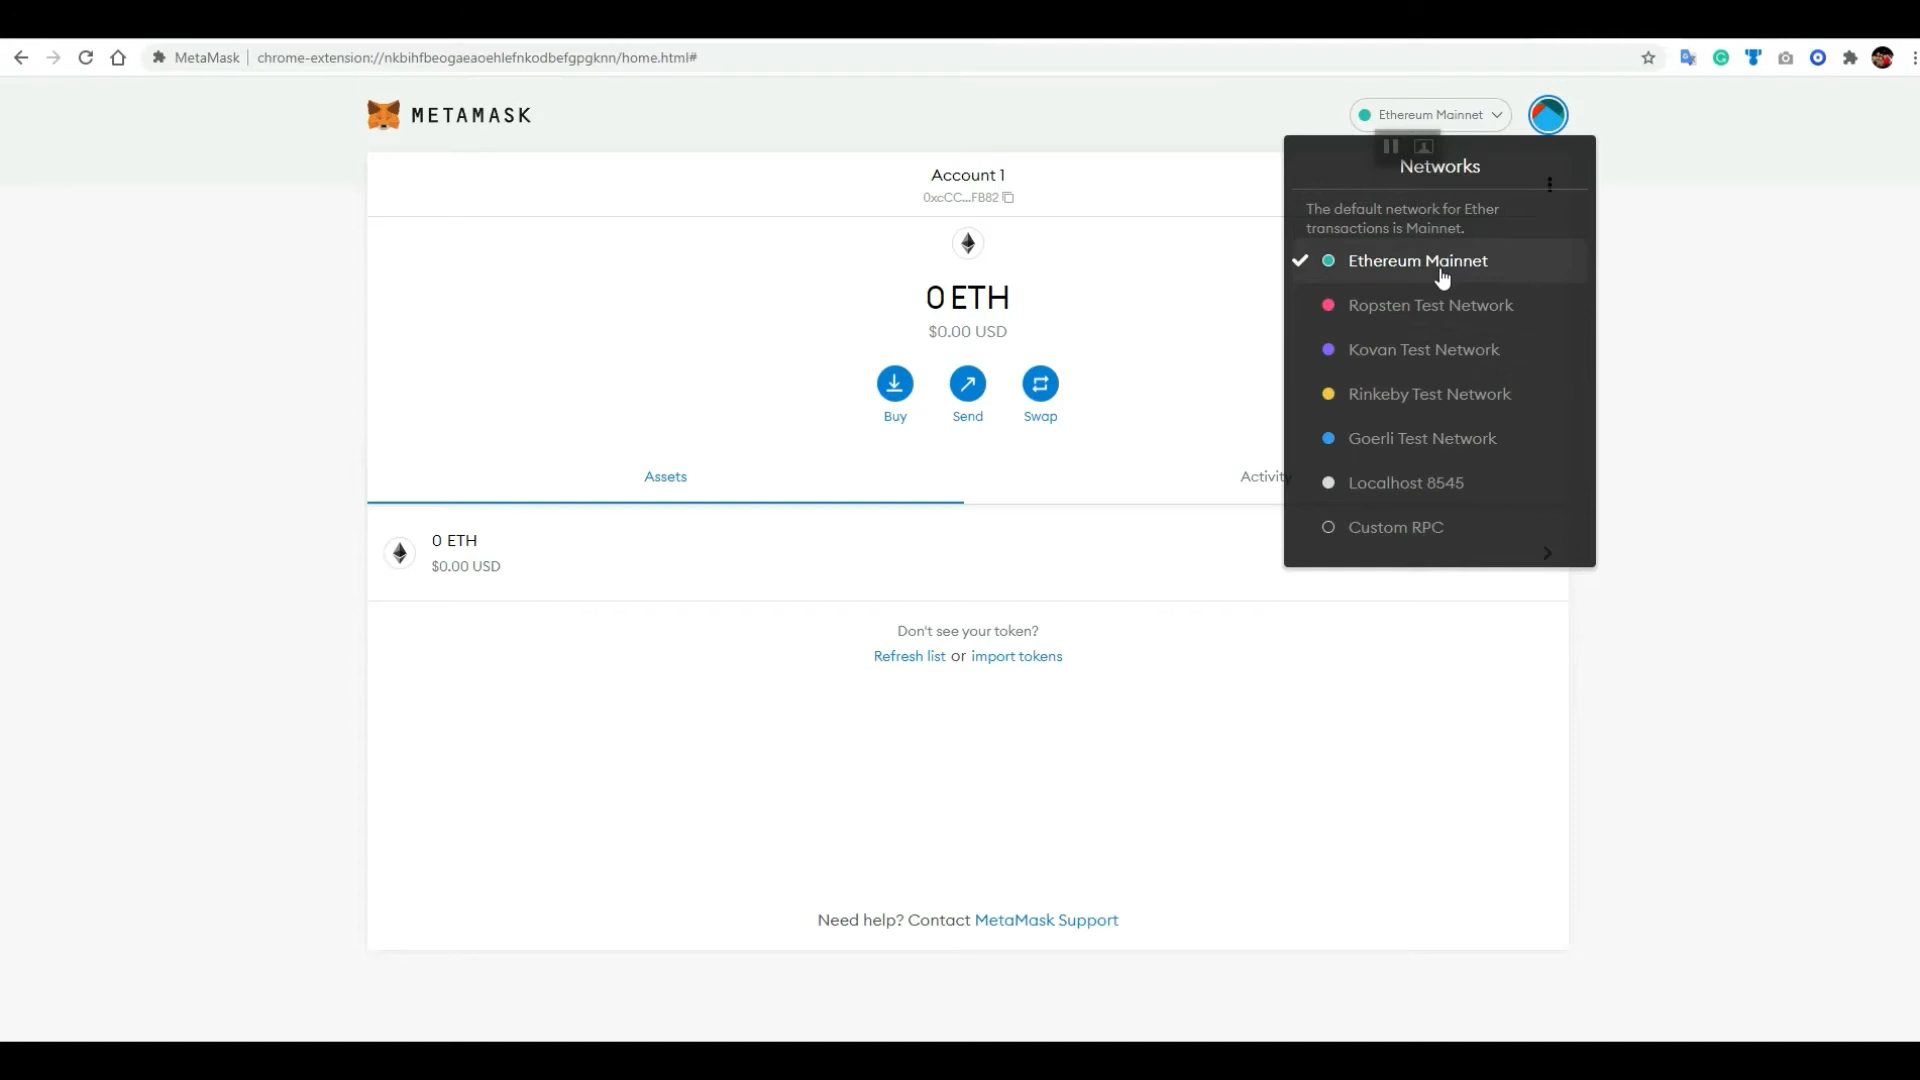 MetaMask
chrome-extension://nkbihfbeogaeaoehlefnkodbefgpgknn/home.html#
METAMASK
Ethereum Mainnet
Account 1
0xcCC...FB82
0 ETH
$0.00 USD
Buy
Send
Swap
Assets
Activity
0 ETH
$0.00 USD
Don't see your token?
Refresh list or import tokens
Need help? Contact MetaMask Support
Networks
The default network for Ether
transactions is Mainnet.
Ethereum Mainnet
Ropsten Test Network
Kovan Test Network
Rinkeby Test Network
Goerli Test Network
Localhost 8545
Custom RPC